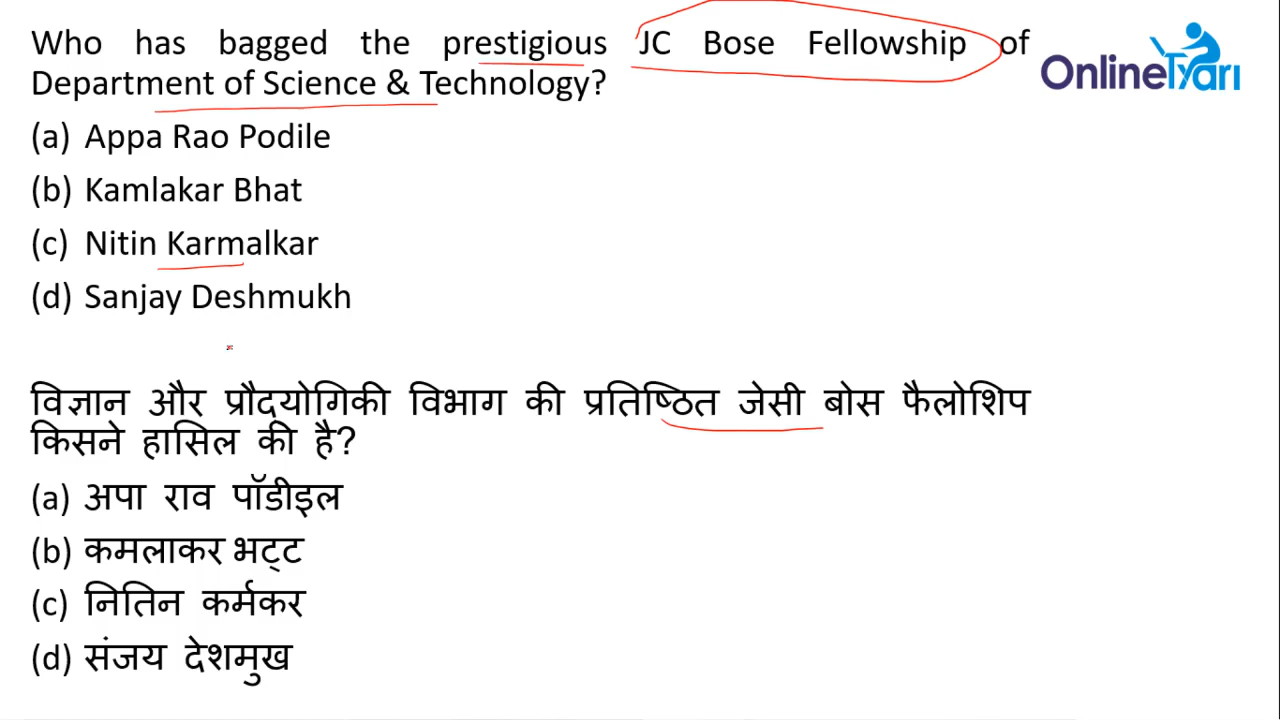 Who has bagged the prestigious JC Bose Fellowship of
Department of Science & Technology?
OnlineTyari
(a) Appa Rao Podile
(b) Kamlakar Bhat
(c) Nitin Karmalkar
(d) Sanjay Deshmukh
विज्ञान और प्रौद्योगिकी विभाग की प्रतिष्ठित जेसी बोस फैलोशिप
किसने हासिल की है?
(a) अपा राव पॉडीइल
(b) कमलाकर भट्ट
(c) नितिन कर्मकर
(d) संजय देशमुख